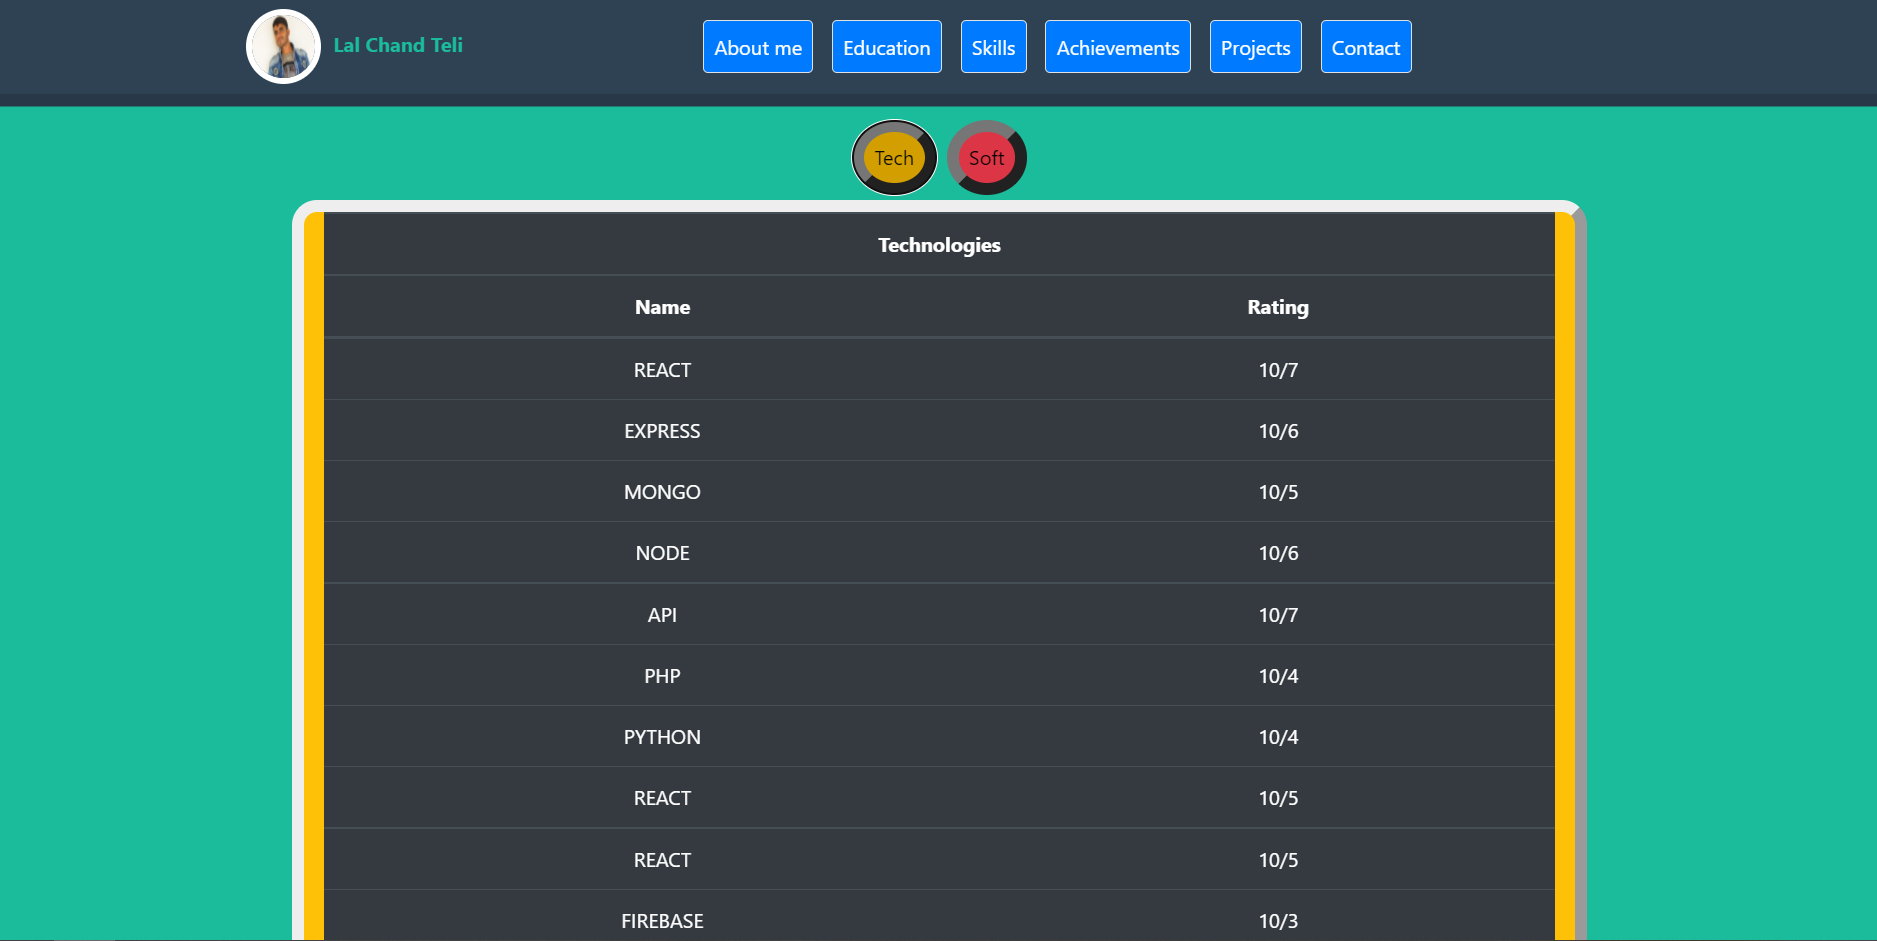 Lal Chand Teli
About me Education Skills Achievements Projects Contact
Tech Soft
Technologies
Name Rating
REACT 10/7
EXPRESS 10/6
MONGO 10/5
NODE 10/6
API 10/7
PHP 10/4
PYTHON 10/4
REACT 10/5
REACT 10/5
FIREBASE 10/3